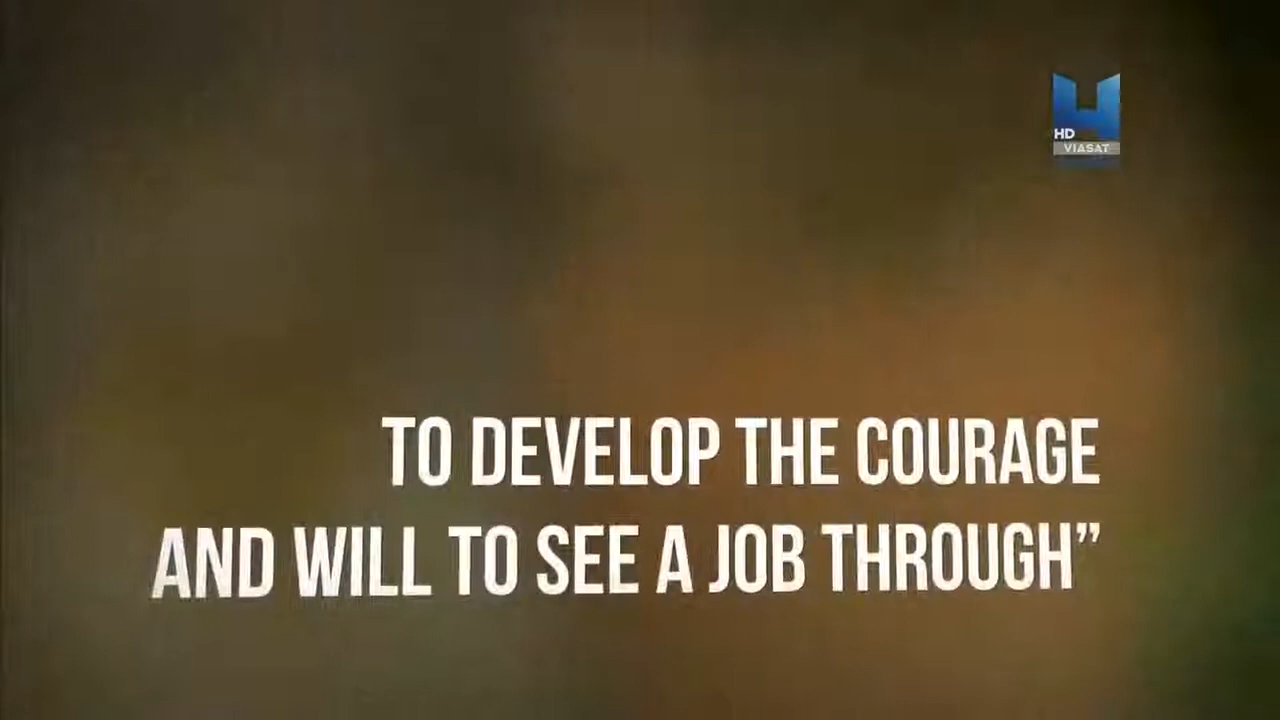 HD
VIASAT
TO DEVELOP THE COURAGE
AND WILL TO SEE A JOB THROUGH”